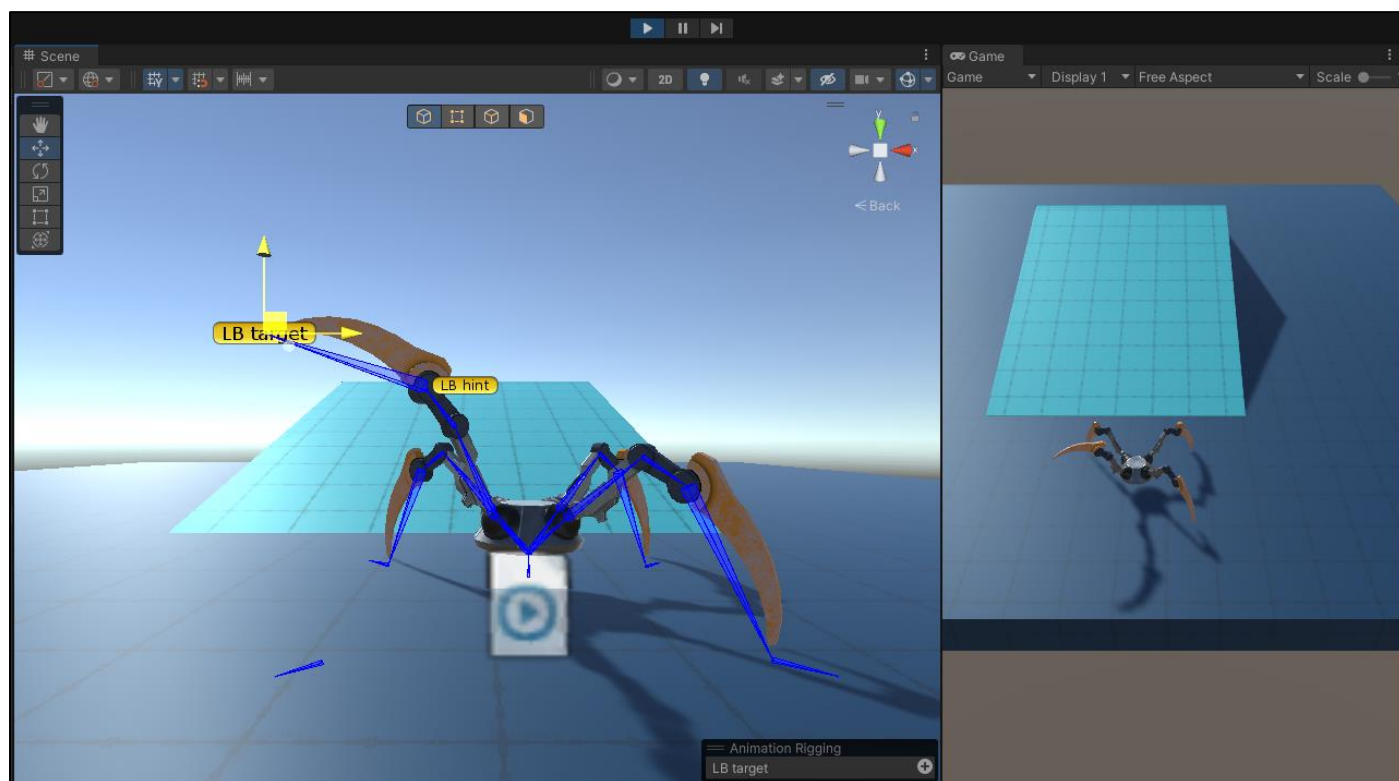 Scene
Game
Game
Display 1
Free Aspect
Scale
2D
y
x
Back
LB target
LB hint
Animation Rigging
LB target